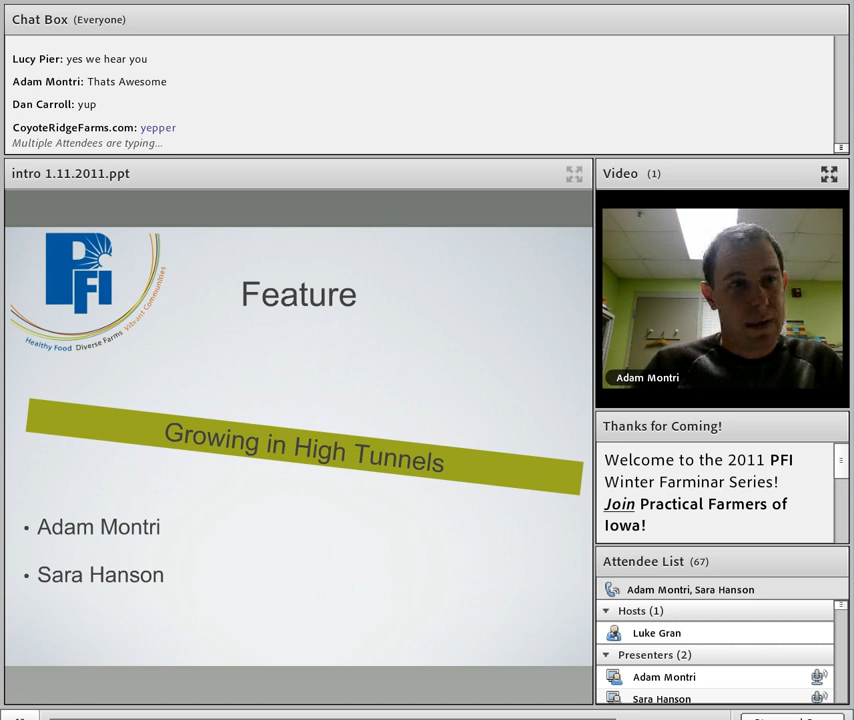 Chat Box (Everyone)
Lucy Pier: yes we hear you
Adam Montri: Thats Awesome
Dan Carroll: yup
CoyoteRidgeFarms.com: yepper
Multiple Attendees are typing...
intro 1.11.2011.ppt
PFI
Healthy Food Diverse Farms Vibrant Communities
Feature
Growing in High Tunnels
• Adam Montri
• Sara Hanson
Video (1)
Adam Montri
Thanks for Coming!
Welcome to the 2011 PFI
Winter Farminar Series!
Join Practical Farmers of
Iowa!
Attendee List (67)
Adam Montri, Sara Hanson
Hosts (1)
Luke Gran
Presenters (2)
Adam Montri
Sara Hanson